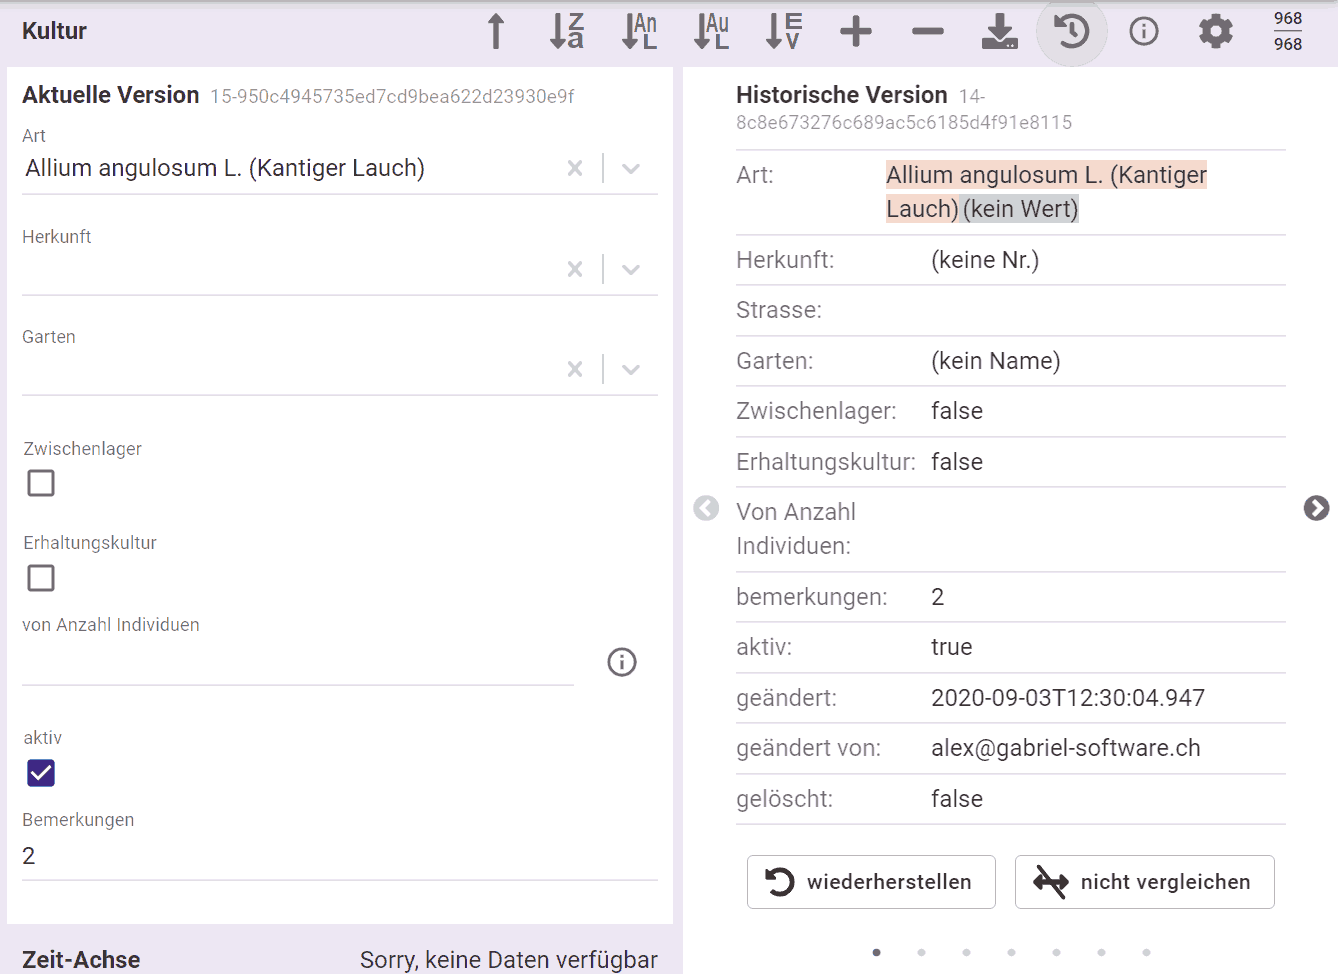 Kultur
Z
a
An
L
Au
L
E
V
968
968
Aktuelle Version 15-950c4945735ed7cd9bea622d23930e9f
Art
Allium angulosum L. (Kantiger Lauch)
Herkunft
Garten
Zwischenlager
Erhaltungskultur
von Anzahl Individuen
aktiv
Bemerkungen
2
Zeit-Achse Sorry, keine Daten verfügbar
Historische Version 14-
8c8e673276c689ac5c6185d4f91e8115
Art: Allium angulosum L. (Kantiger
Lauch) (kein Wert)
Herkunft: (keine Nr.)
Strasse:
Garten: (kein Name)
Zwischenlager: false
Erhaltungskultur: false
Von Anzahl
Individuen:
bemerkungen: 2
aktiv: true
geändert: 2020-09-03T12:30:04.947
geändert von: alex@gabriel-software.ch
gelöscht: false
wiederherstellen nicht vergleichen